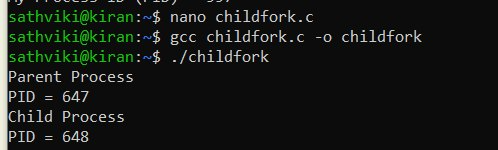 sathviki@kiran:~$ nano childfork.c
sathviki@kiran:~$ gcc childfork.c -o childfork
sathviki@kiran:~$ ./childfork
Parent Process
PID = 647
Child Process
PID = 648